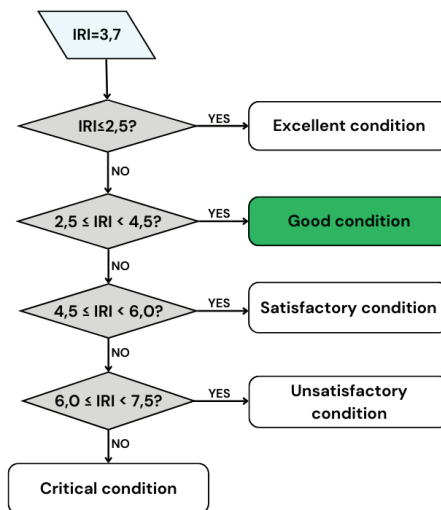 IRI=3,7
IRI≤2,5?
YES
Excellent condition
NO
2,5 ≤ IRI < 4,5?
YES
Good condition
NO
4,5 ≤ IRI < 6,0?
YES
Satisfactory condition
NO
6,0 ≤ IRI < 7,5?
YES
Unsatisfactory
condition
NO
Critical condition